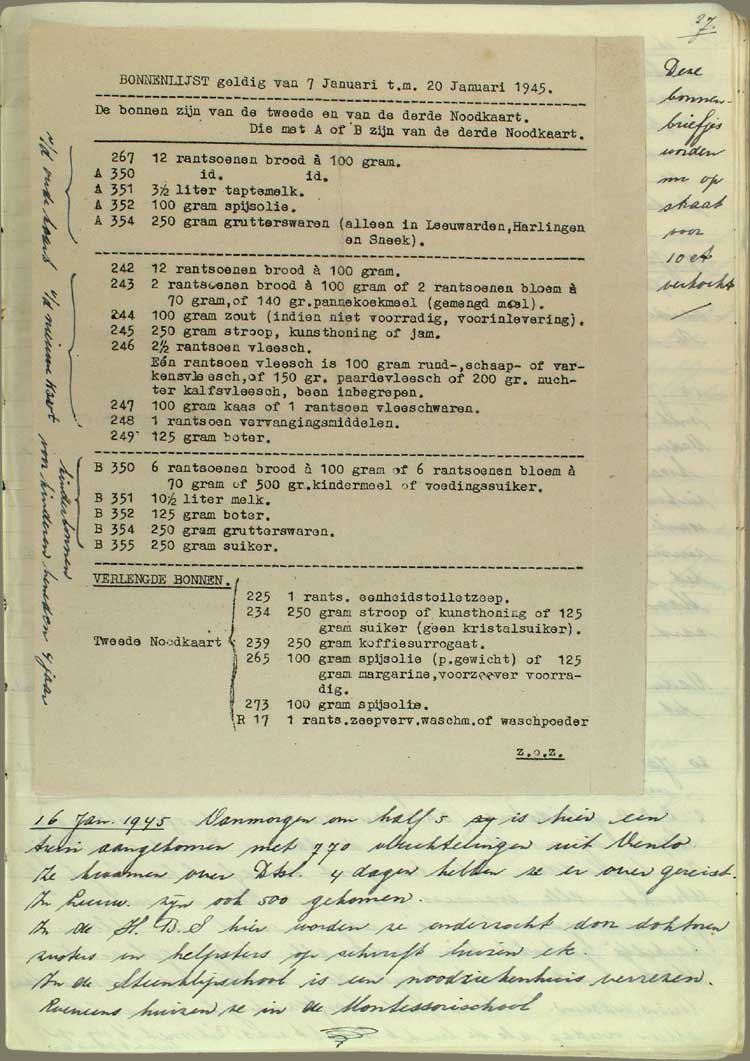 27.
BONNENLIJST geldig van 7 Januari t.m. 20 Januari 1945.
De bonnen zijn van de tweede en van de derde Noodkaart.
Die met A of B zijn van de derde Noodkaart.
267 12 rantsoenen brood à 100 gram.
A 350 id. id.
A 351 3½ liter taptemelk.
A 352 100 gram spijsolie.
A 354 250 gram grutterswaren (alleen in Leeuwarden,Harlingen
en Sneek).
242 12 rantsoenen brood à 100 gram.
243 2 rantsoenen brood à 100 gram of 2 rantsoenen bloem à
70 gram,of 140 gr.pannekoekmeel (gemengd meel).
244 100 gram zout (indien niet voorradig, voorinlevering).
245 250 gram stroop, kunsthoning of jam.
246 2½ rantsoen vleesch.
Eén rantsoen vleesch is 100 gram rund-,schaap- of var-
kensvleesch,of 150 gr. paardevleesch of 200 gr. nuch-
ter kalfsvleesch, been inbegrepen.
247 100 gram kaas of 1 rantsoen vleeschwaren.
248 1 rantsoen vervangingsmiddelen.
249 125 gram boter.
B 350 6 rantsoenen brood à 100 gram of 6 rantsoenen bloem à
70 gram of 500 gr.kindermeel of voedingssuiker.
B 351 10½ liter melk.
B 352 125 gram boter.
B 354 250 gram grutterswaren.
B 355 250 gram suiker.
VERLENGDE BONNEN.
Tweede Noodkaart
225 1 rants. eenheidstoiletzeep.
234 250 gram stroop of kunsthoning of 125
gram suiker (geen kristalsuiker).
239 250 gram koffiesurrogaat.
265 100 gram spijsolie (p.gewicht) of 125
gram margarine,voorzoover voorra-
dig.
273 100 gram spijsolie.
R 17 1 rants.zeepverv.waschm.of waschpoeder
z.o.z.
v/d oude kaart
v/d nieuwe kaart
kinderbonnen
voor kinderen beneden 4 jaar
Deze
bonnen-
briefjes
worden
nu op
straat
voor
10 ct
verkocht
16 Jan. 1945 Vanmorgen om half 5 is hier een
trein aangekomen met 770 vluchtelingen uit Venlo
Ze kwamen over Dtsl. 4 dagen hebben ze er over gereist.
In Leeuw. zijn ook 500 gekomen.
In de H.B.S hier worden ze onderzocht door doktoren
zusters en helpsters op schurft luizen etc.
In de Steenklipschool is een noodziekenhuis verrezen.
Eveneens huizen ze in de Montessorischool